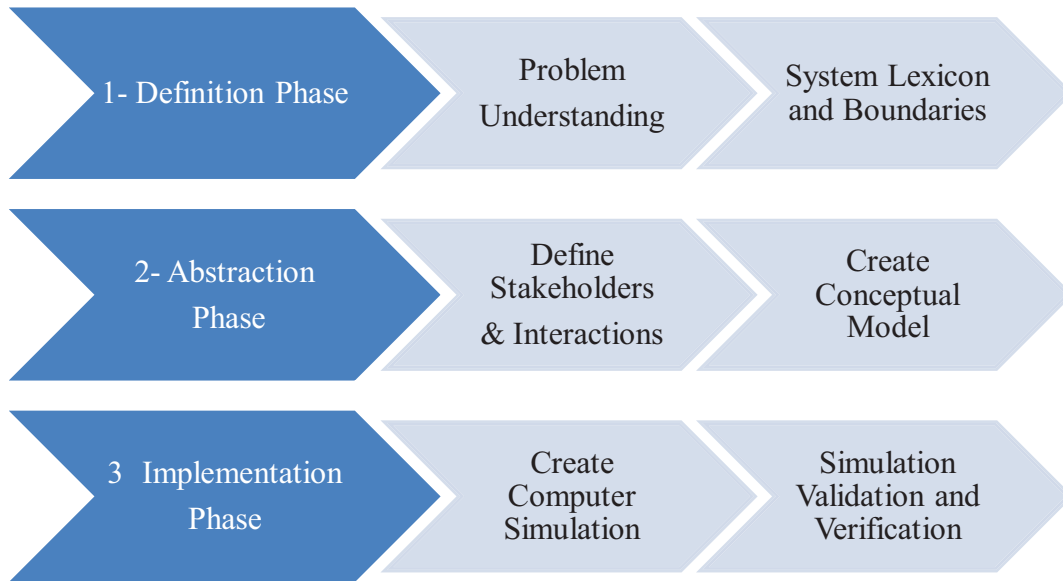 1- Definition Phase
Problem
Understanding
System Lexicon
and Boundaries
2- Abstraction
Phase
Define
Stakeholders
& Interactions
Create
Conceptual
Model
3 Implementation
Phase
Create
Computer
Simulation
Simulation
Validation and
Verification